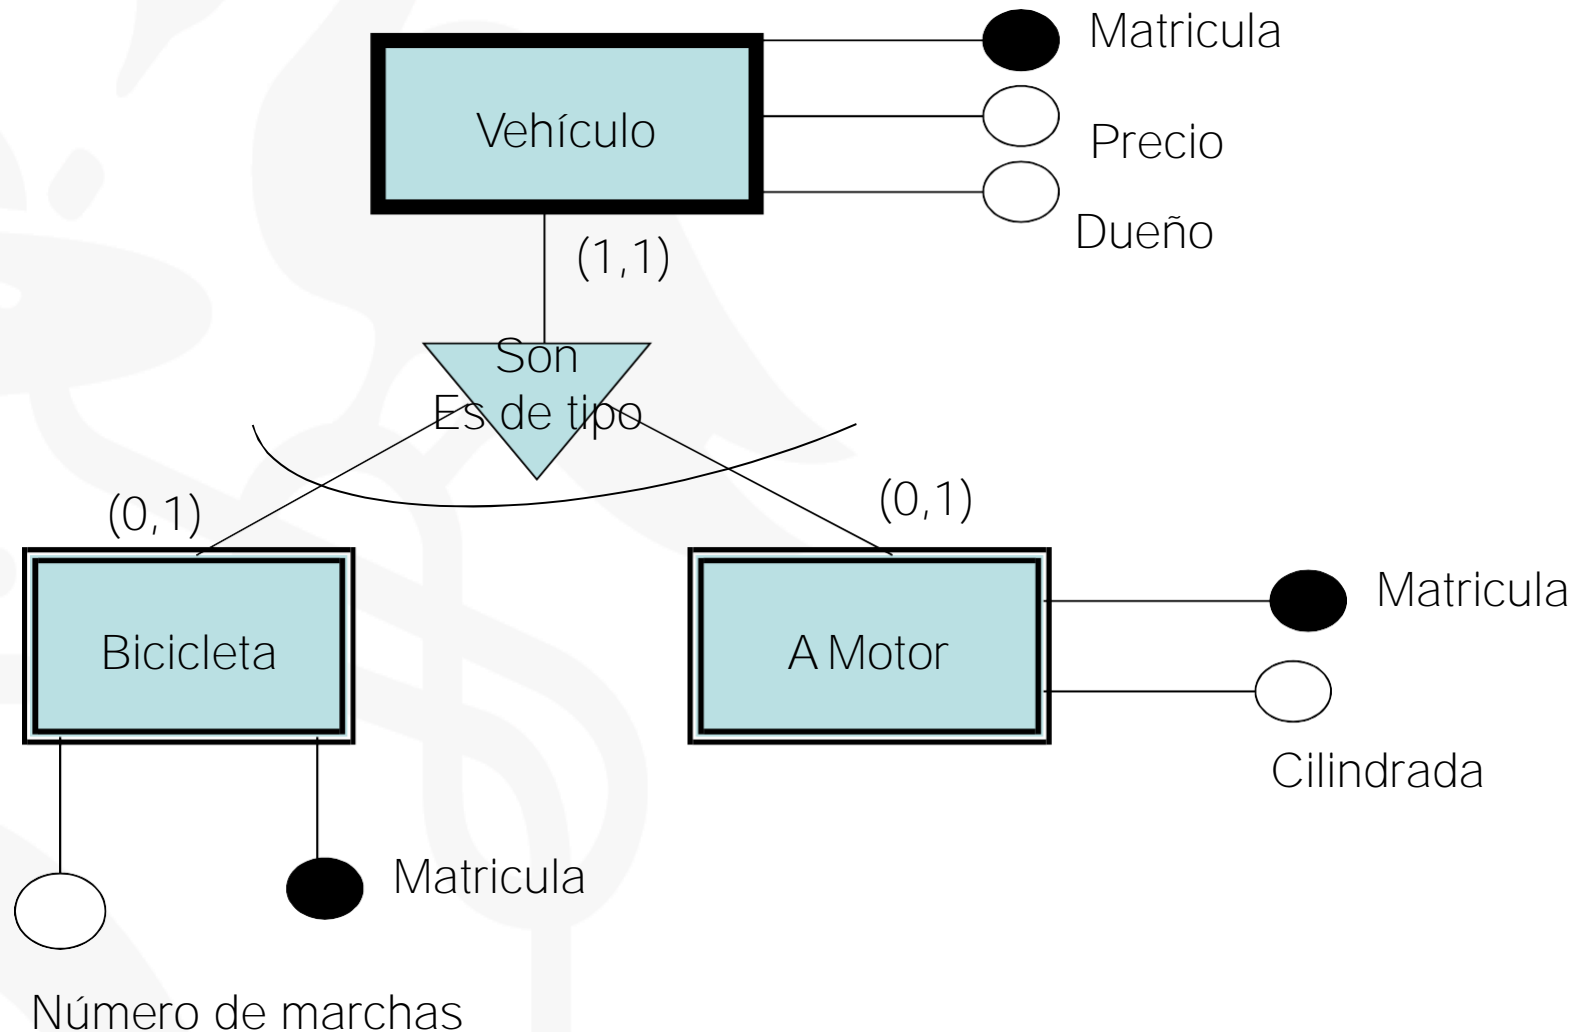 Matricula
Vehículo
Precio
Dueño
(1,1)
Son
Es de tipo
(0,1)
(0,1)
Matricula
Bicicleta
A Motor
Cilindrada
Matricula
Número de marchas